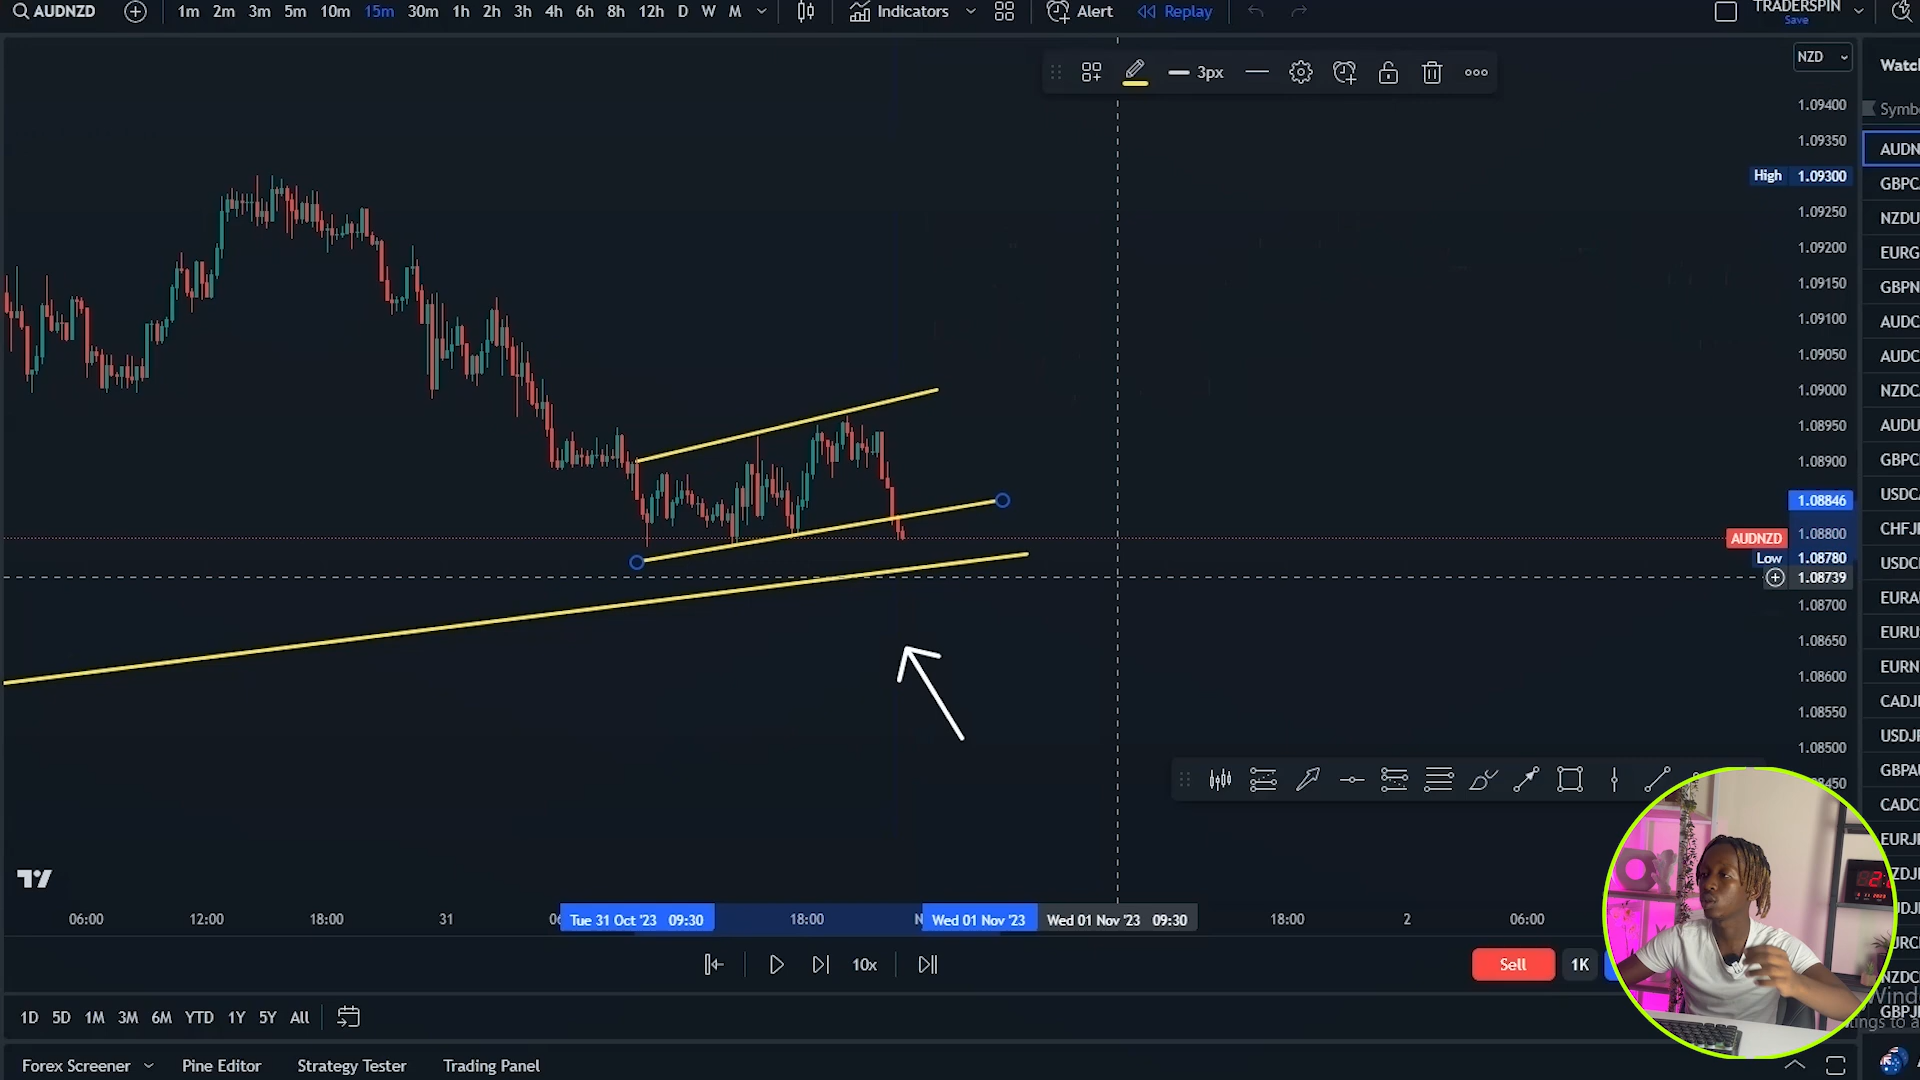 AUDNZD 1m 2m 3m 5m 10m 15m 30m 1h 2h 3h 4h 6h 8h 12h D W M Indicators Alert Replay TRADERSPIN
Save
NZD
Watch
3px
1.09400
Symbo
1.09350
AUDN
High 1.09300
GBPC
1.09250
NZDU
1.09200
EURG
1.09150
GBPN
1.09100
AUDC
1.09050
AUDC
1.09000
NZDC
1.08950
AUDU
1.08900
GBPC
1.08846
USDC
AUDNZD 1.08800
CHFJ
Low 1.08780
USDC
1.08739
EURA
1.08700
EURU
1.08650
EURN
1.08600
CADJ
1.08550
USDJ
1.08500
GBPA
450
CADC
EURJ
ZDJ
31
06:00 12:00 18:00 Tue 31 Oct '23 09:30 18:00 N Wed 01 Nov '23 Wed 01 Nov '23 09:30 18:00 2 06:00
10x Sell 1K
NZDC
GBPJ
1D 5D 1M 3M 6M YTD 1Y 5Y All
Forex Screener Pine Editor Strategy Tester Trading Panel